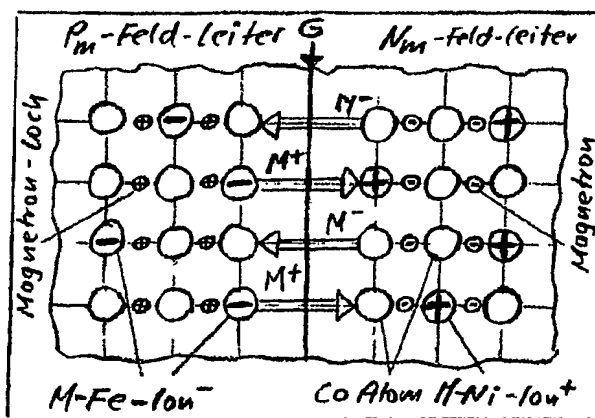 Pm-Feld-Leiter G Nm-Feld-Leiter
Magnetron-Loch
M-
M+
M-
M+
Magnetron
M-Fe-Ion- Co Atom M-Ni-Ion+